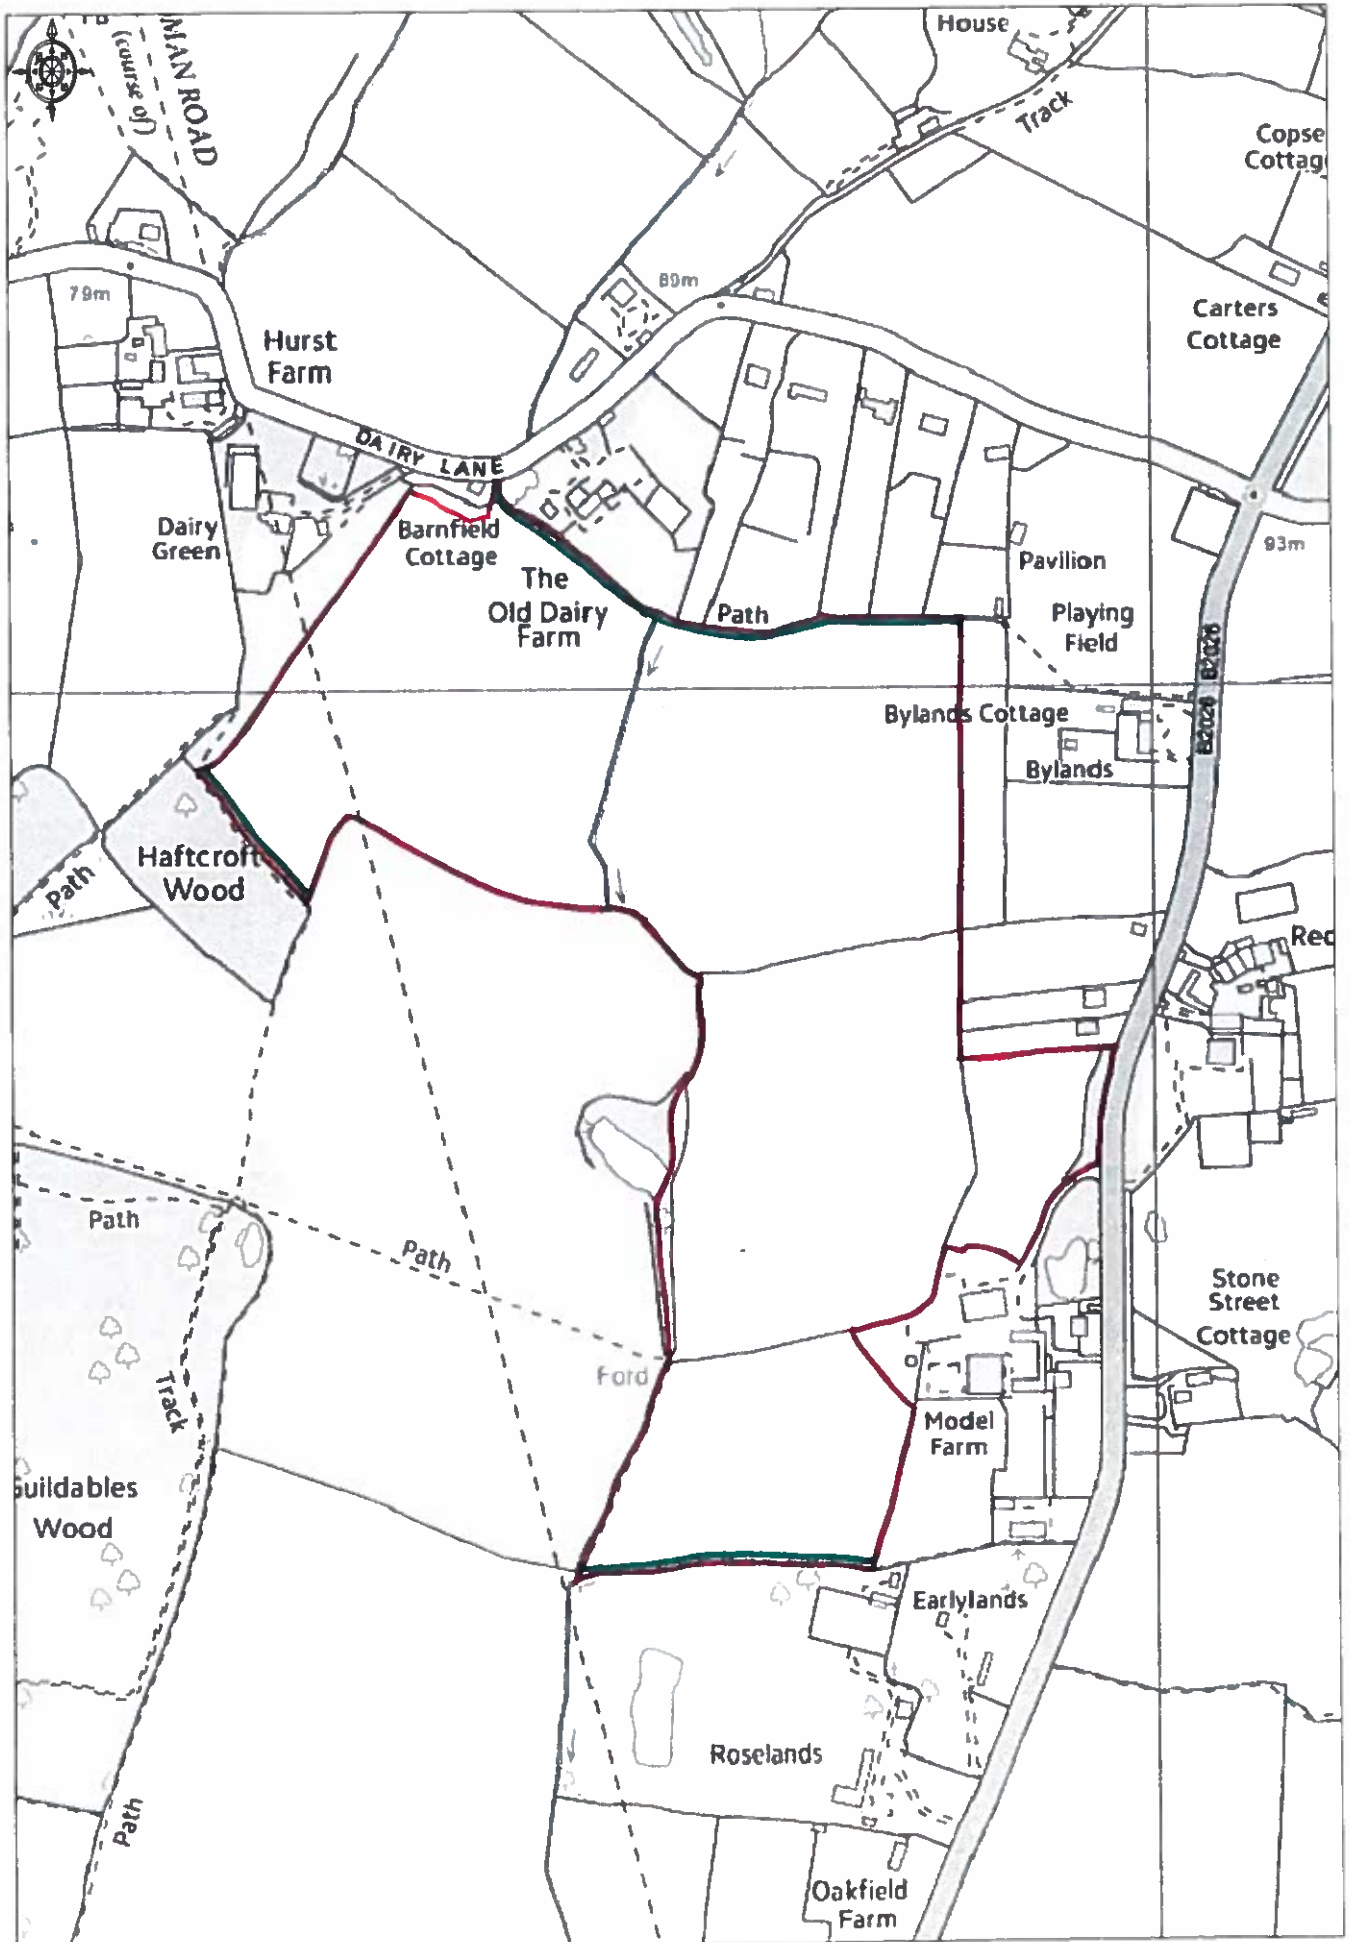 House
MAN ROAD
(course of)
Track
Copse
Cottag
79m
89m
Carters
Cottage
Hurst
Farm
DAIRY LANE
Dairy
Green
Barnfield
Cottage
93m
Pavilion
The
Old Dairy
Farm
Path
Playing
Field
B2026 B2026
Bylands Cottage
Bylands
Haftcroft
Wood
Path
Red
Path
Path
Stone
Street
Cottage
Ford
Track
Model
Farm
Guildables
Wood
Earlylands
Roselands
Path
Oakfield
Farm